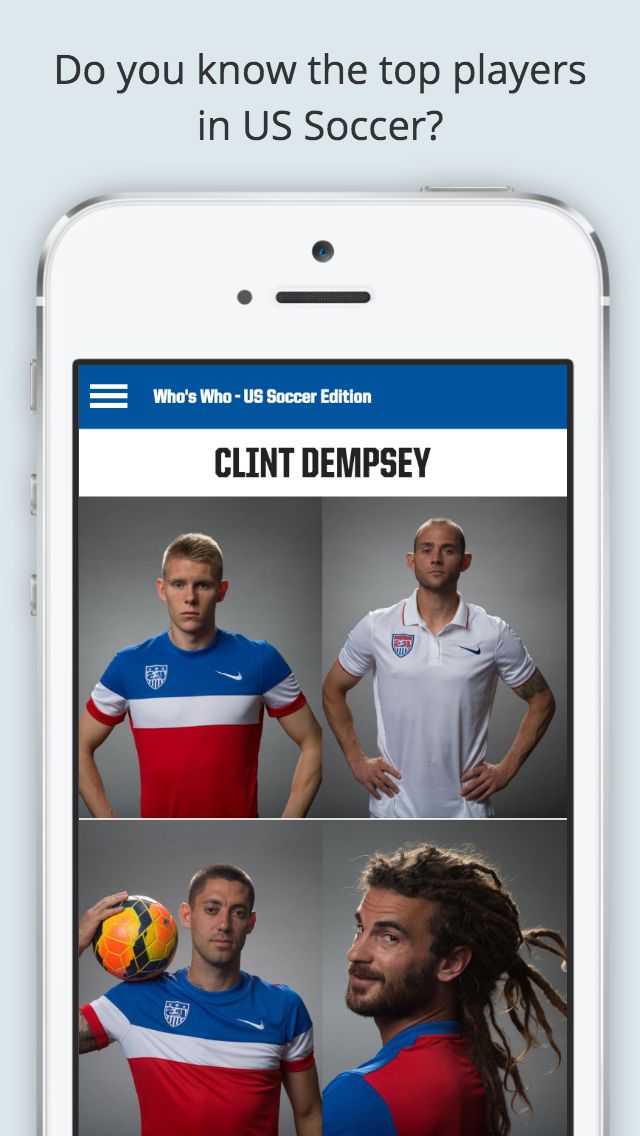 Do you know the top players
in US Soccer?
Who's Who - US Soccer Edition
CLINT DEMPSEY